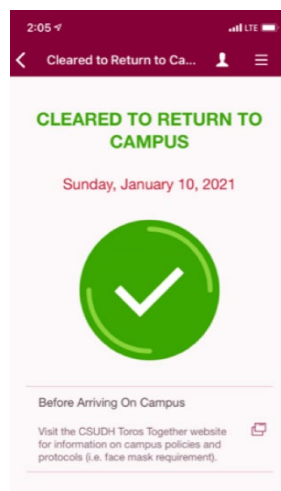 2:05
LTE
Cleared to Return to Ca...
CLEARED TO RETURN TO
CAMPUS
Sunday, January 10, 2021
Before Arriving On Campus
Visit the CSUDH Toros Together website
for information on campus policies and
protocols (i.e. face mask requirement).